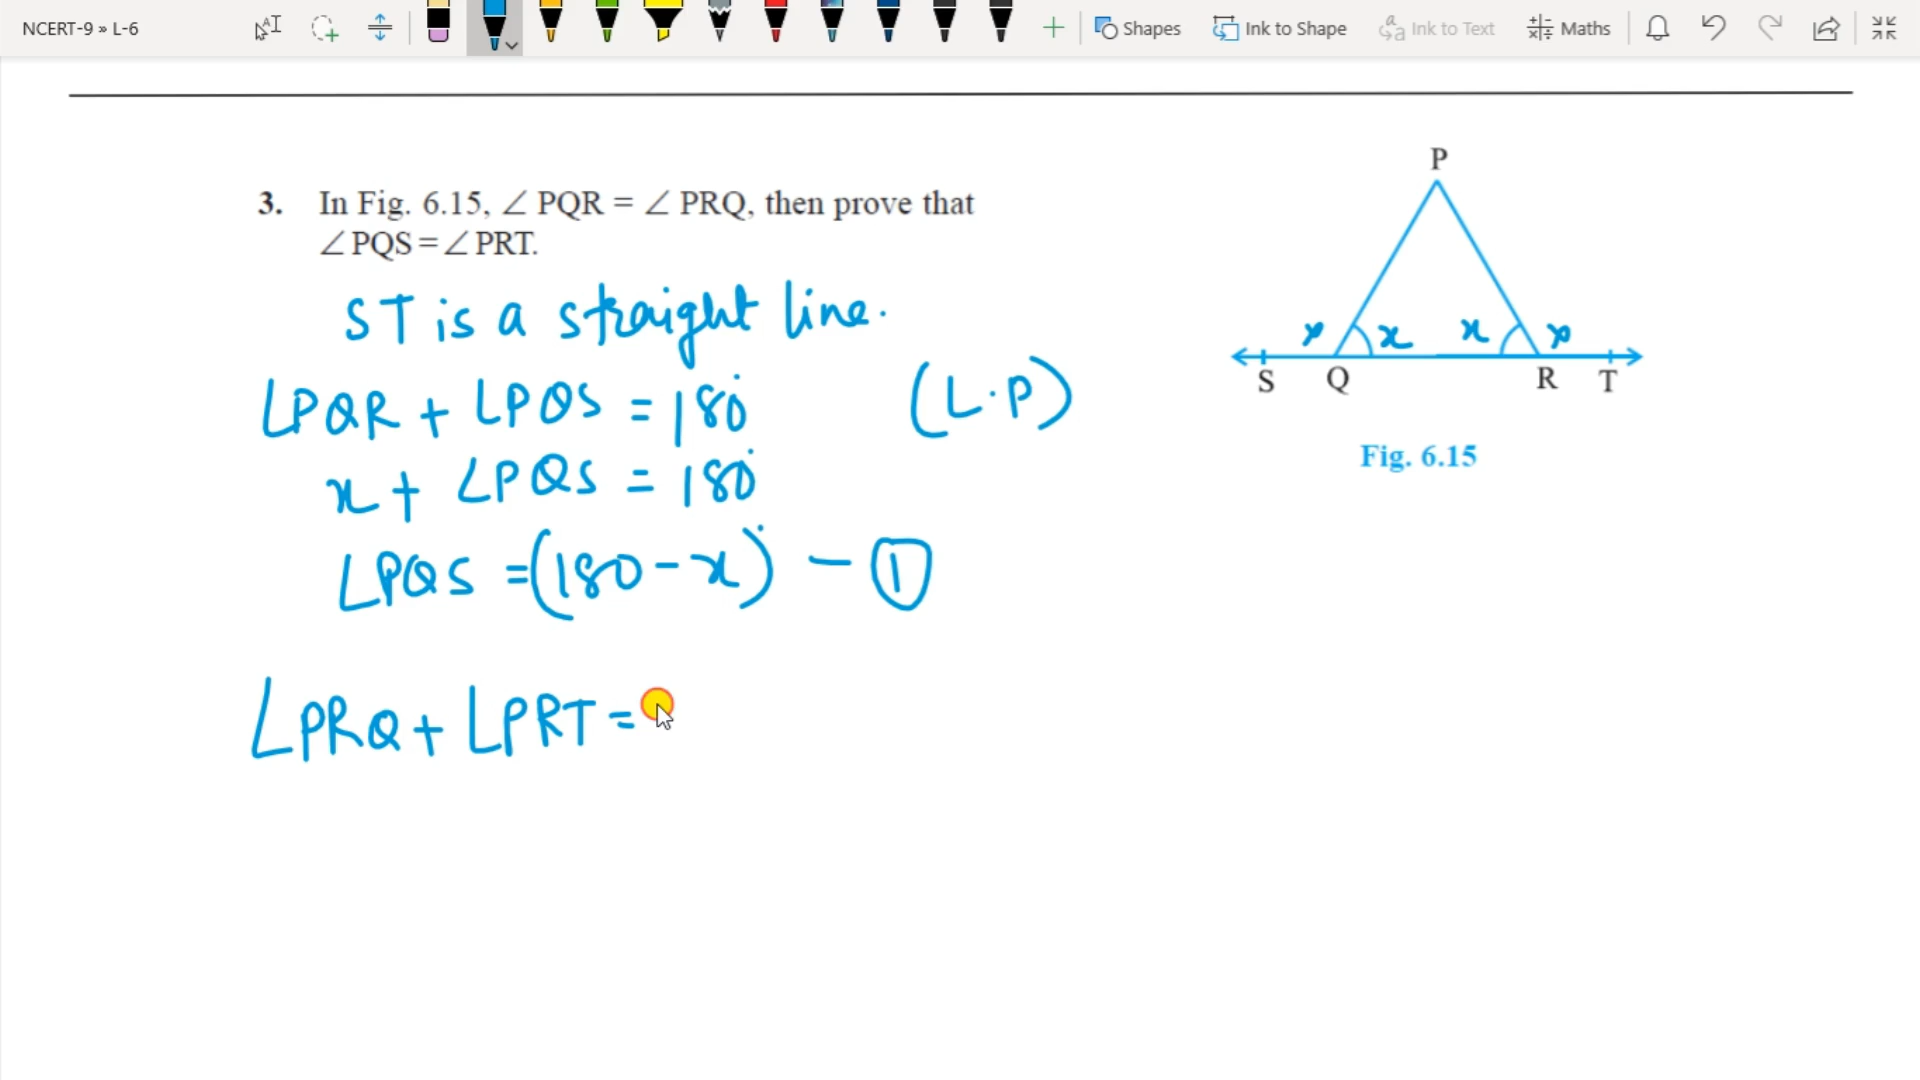 NCERT-9 » L-6
Shapes
Ink to Shape
Ink to Text
Maths
3. In Fig. 6.15, ∠ PQR = ∠ PRQ, then prove that
∠PQS = ∠PRT.
ST is a straight line.
∠PQR + ∠PQS = 180° (L.P)
x + ∠PQS = 180°
∠PQS = (180 - x)° - ①
∠PRQ + ∠PRT =
P
x x
S Q R T
Fig. 6.15